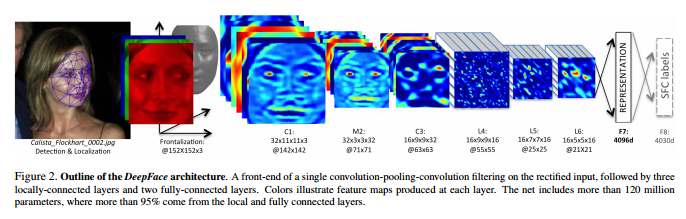 Calista_Flockhart_0002.jpg
Detection & Localization
Frontalization:
@152X152x3
C1:
32x11x11x3
@142x142
M2:
32x3x3x32
@71x71
C3:
16x9x9x32
@63x63
L4:
16x9x9x16
@55x55
L5:
16x7x7x16
@25x25
L6:
16x5x5x16
@21X21
REPRESENTATION
F7:
4096d
SFC labels
F8:
4030d
Figure 2. Outline of the DeepFace architecture. A front-end of a single convolution-pooling-convolution filtering on the rectified input, followed by three
locally-connected layers and two fully-connected layers. Colors illustrate feature maps produced at each layer. The net includes more than 120 million
parameters, where more than 95% come from the local and fully connected layers.